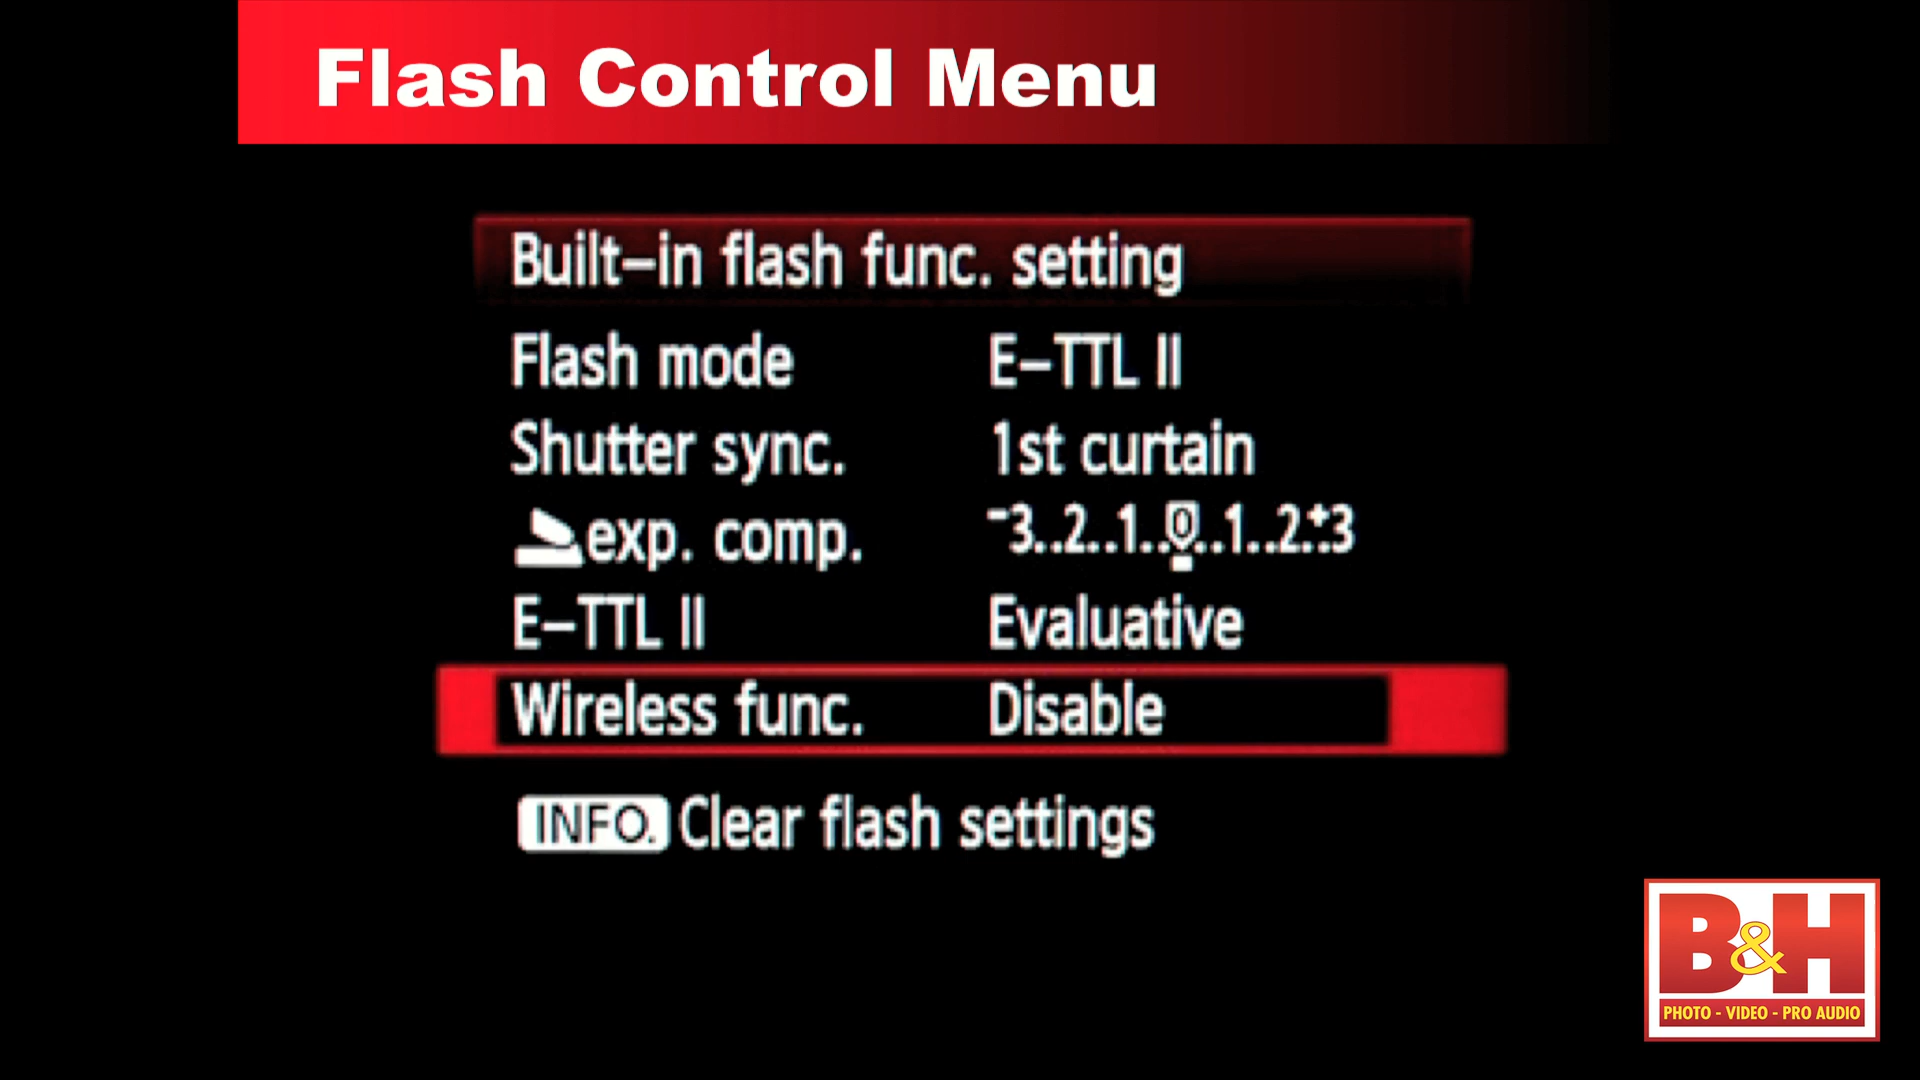 Flash Control Menu
Built-in flash func. setting
Flash mode E-TTL II
Shutter sync. 1st curtain
exp. comp. -3..2..1..0..1..2..+3
E-TTL II Evaluative
Wireless func. Disable
INFO. Clear flash settings
B&H
PHOTO - VIDEO - PRO AUDIO